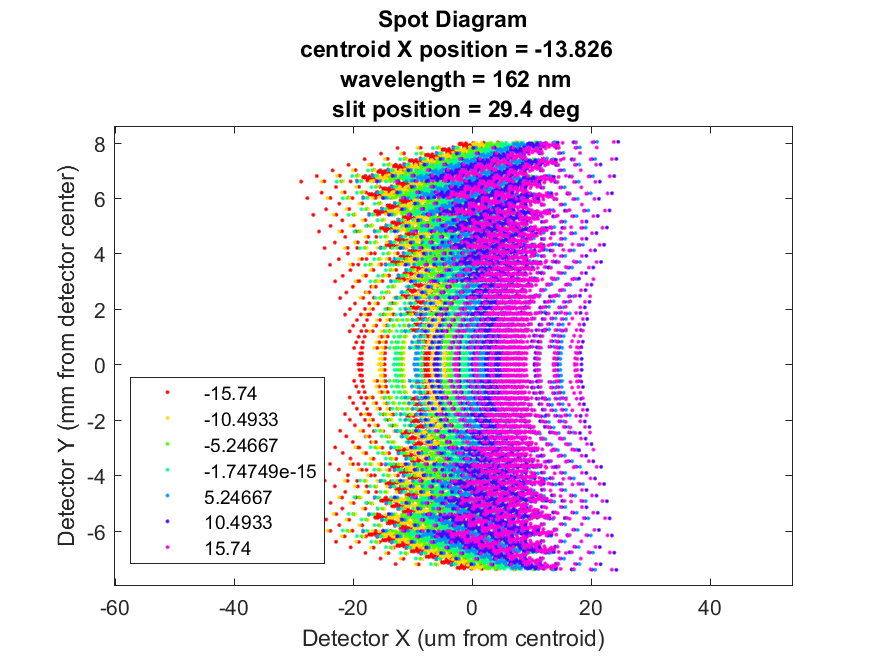 Spot Diagram
centroid X position = -13.826
wavelength = 162 nm
slit position = 29.4 deg
8
6
4
2
0
-2
-4
-6
Detector Y (mm from detector center)
-15.74
-10.4933
-5.24667
-1.74749e-15
5.24667
10.4933
15.74
-60
-40
-20
0
20
40
Detector X (um from centroid)